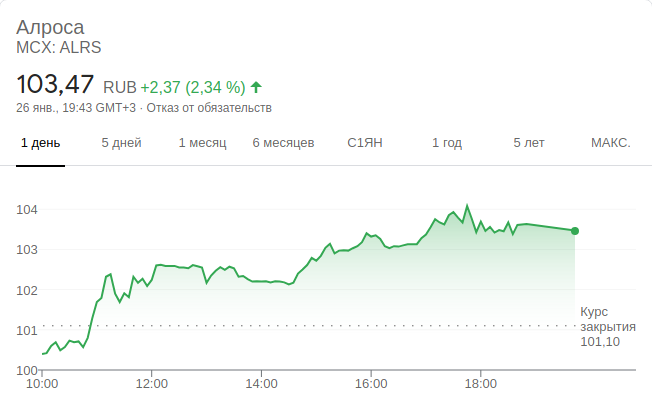 Алроса
MCX: ALRS
103,47 RUB +2,37 (2,34 %)
26 янв., 19:43 GMT+3 · Отказ от обязательств
1 день 5 дней 1 месяц 6 месяцев С1ЯН 1 год 5 лет МАКС.
104
103
102
101
100
Курс
закрытия
101,10
10:00 12:00 14:00 16:00 18:00